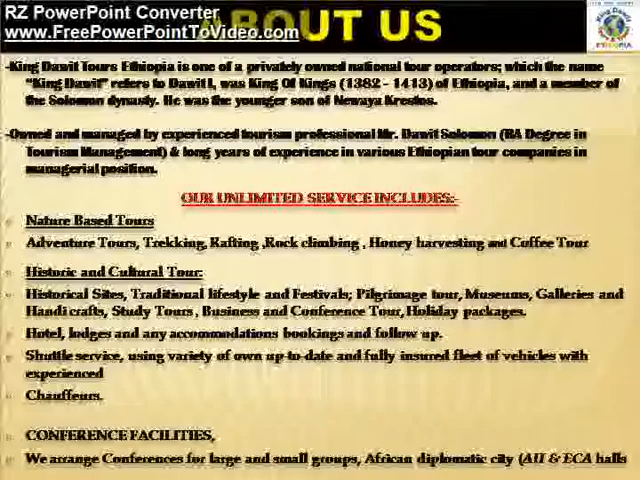 RZ PowerPoint Converter
ABOUT US
www.FreePowerPointToVideo.com
King Dawit
ETHIOPIA
-King Dawit Tours Ethiopia is one of a privately owned national tour operators; which the name
"King Dawit" refers to Dawit I, was King Of Kings (1382 - 1413) of Ethiopia, and a member of
the Solomon dynasty. He was the younger son of Newaya Krestos.
-Owned and managed by experienced tourism professional Mr. Dawit Solomon (BA Degree in
Tourism Management) & long years of experience in various Ethiopian tour companies in
managerial position.
OUR UNLIMITED SERVICE INCLUDES:-
Nature Based Tours
Adventure Tours, Trekking, Rafting ,Rock climbing , Honey harvesting and Coffee Tour
Historic and Cultural Tour:
Historical Sites, Traditional lifestyle and Festivals; Pilgrimage tour, Museums, Galleries and
Handicrafts, Study Tours , Business and Conference Tour, Holiday packages.
Hotel, lodges and any accommodations bookings and follow up.
Shuttle service, using variety of own up-to-date and fully insured fleet of vehicles with
experienced
Chauffeurs.
CONFERENCE FACILITIES,
We arrange Conferences for large and small groups, African diplomatic city (AU & ECA halls